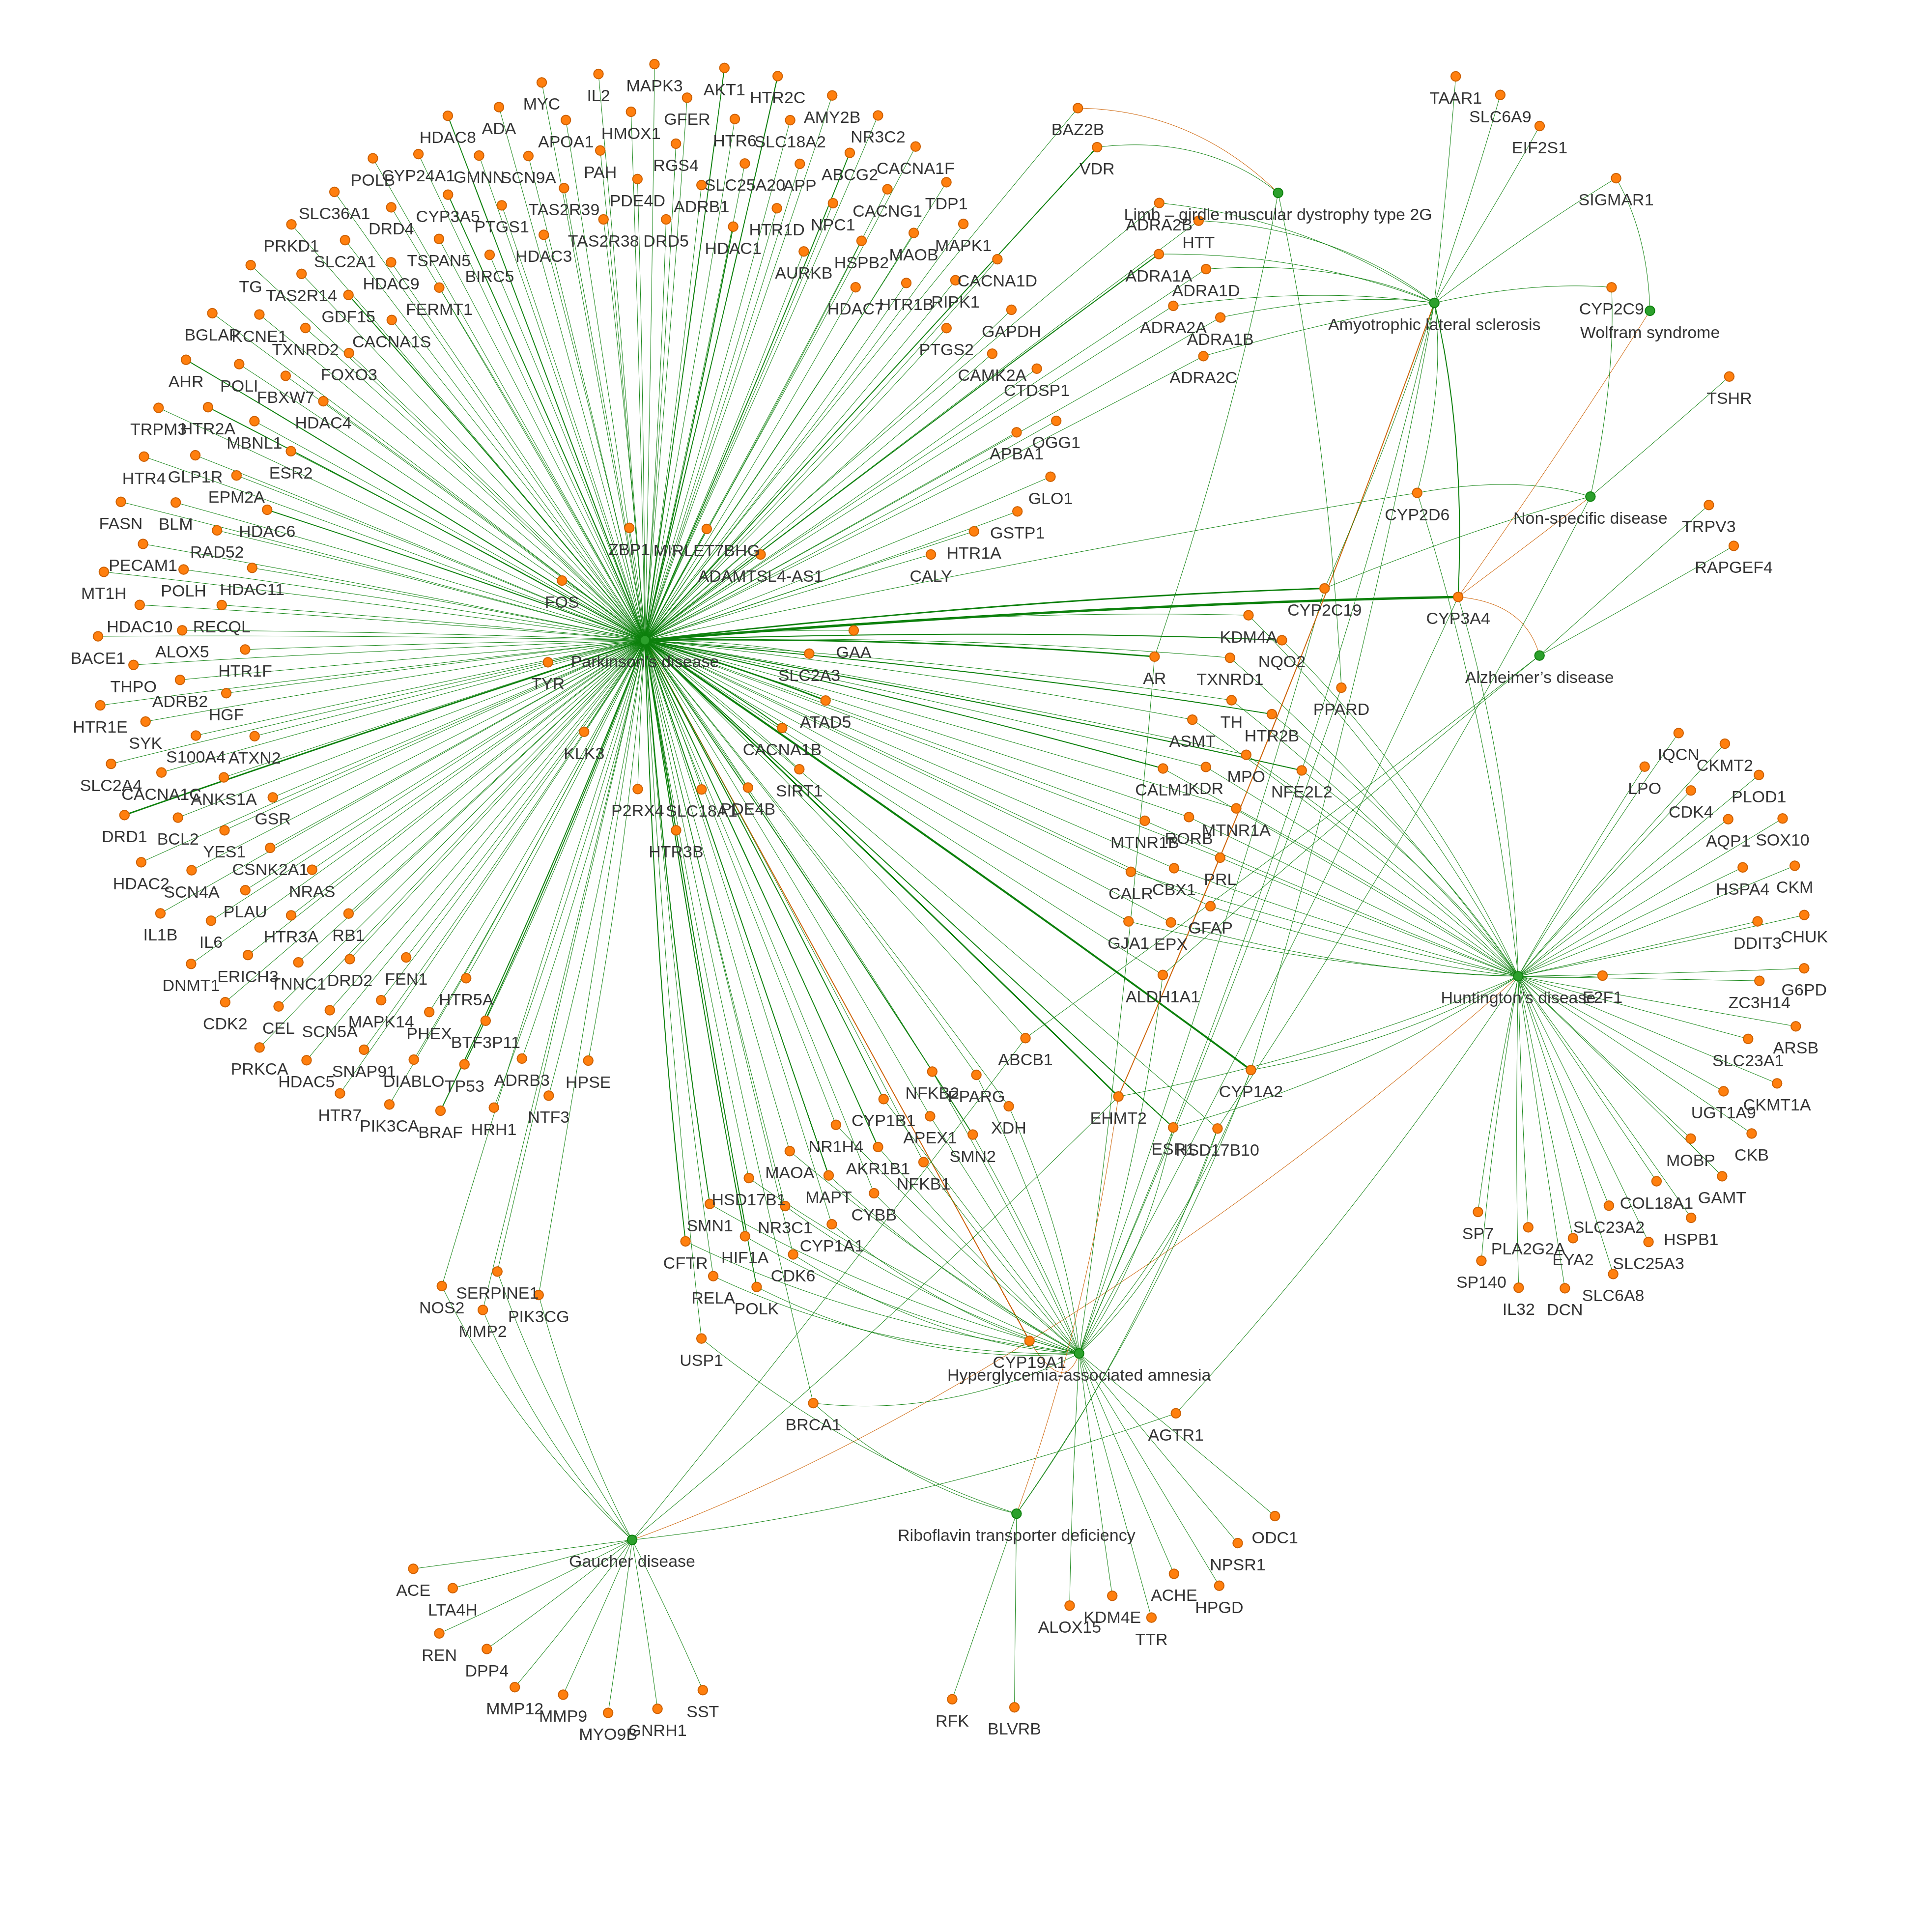 MAPK3
AKT1
HTR2C
IL2
MYC
AMY2B
GFER
HMOX1
ADA
HDAC8
APOA1
HTR6
SLC18A2
NR3C2
TAAR1
SLC6A9
EIF2S1
BAZ2B
VDR
RGS4
PAH
CACNA1F
ABCG2
APP
SLC25A20
SCN9A
GMNN
CYP24A1
POLB
PDE4D
ADRB1
TAS2R39
CACNG1
TDP1
SIGMAR1
SLC36A1
DRD4
CYP3A5
PTGS1
TAS2R38
DRD5
HDAC1
HTR1D
NPC1
Limb – girdle muscular dystrophy type 2G
ADRA2B
HTT
PRKD1
SLC2A1
TSPAN5
HDAC3
BIRC5
AURKB
HSPB2
MAOB
MAPK1
ADRA1A
ADRA1D
TG
TAS2R14
HDAC9
FERMT1
HDAC7
HTR1B
RIPK1
CACNA1D
GDF15
CYP2C9
Wolfram syndrome
Amyotrophic lateral sclerosis
ADRA2A
ADRA1B
ADRA2C
BGLAP
KCNE1
TXNRD2
CACNA1S
GAPDH
PTGS2
CAMK2A
CTDSP1
FOXO3
AHR
POLI
FBXW7
HDAC4
TSHR
TRPM3
HTR2A
MBNL1
ESR2
OGG1
APBA1
HTR4
GLP1R
EPM2A
HDAC6
GLO1
FASN
BLM
RAD52
GSTP1
HTR1A
CALY
CYP2D6
Non-specific disease
TRPV3
RAPGEF4
ZBP1
MIRLET7BHG
ADAMTSL4-AS1
PECAM1
MT1H
POLH
HDAC11
FOS
CYP2C19
CYP3A4
HDAC10
RECQL
BACE1
ALOX5
HTR1F
Parkinson's disease
TYR
GAA
SLC2A3
KDM4A
NQO2
AR
TXNRD1
Alzheimer’s disease
THPO
ADRB2
HGF
HTR1E
SYK
S100A4
ATXN2
ATAD5
CACNA1B
KLK3
TH
PPARD
HTR2B
ASMT
MPO
IQCN
CKMT2
LPO
PLOD1
CDK4
SLC2A4
CACNA1C
ANKS1A
GSR
SIRT1
P2RX4
SLC18A1
PDE4B
HTR3B
CALM1
KDR
NFE2L2
MTNR1A
MTNR1B
RORB
AQP1
SOX10
DRD1
BCL2
YES1
CSNK2A1
NRAS
HDAC2
SCN4A
PLAU
CALR
CBX1
PRL
HSPA4
CKM
IL1B
IL6
HTR3A
RB1
GFAP
GJA1
EPX
DDIT3
CHUK
DNMT1
ERICH3
TNNC1
DRD2
FEN1
HTR5A
ALDH1A1
Huntington's disease
E2F1
ZC3H14
G6PD
CDK2
CEL
SCN5A
MAPK14
PHEX
BTF3P11
SLC23A1
ARSB
PRKCA
HDAC5
SNAP91
DIABLO
TP53
ADRB3
HPSE
ABCB1
CYP1A2
HTR7
PIK3CA
BRAF
HRH1
NTF3
NFKB2
PPARG
XDH
CYP1B1
APEX1
SMN2
EHMT2
ESR1
HSD17B10
UGT1A9
CKMT1A
CKB
MOBP
NR1H4
AKR1B1
NFKB1
MAOA
MAPT
CYBB
HSD17B1
NR3C1
CYP1A1
SMN1
COL18A1
GAMT
HSPB1
SLC23A2
SP7
PLA2G2A
EYA2
SLC25A3
SP140
SLC6A8
IL32
DCN
CFTR
HIF1A
CDK6
RELA
POLK
NOS2
SERPINE1
MMP2
PIK3CG
USP1
CYP19A1
Hyperglycemia-associated amnesia
BRCA1
AGTR1
Riboflavin transporter deficiency
ODC1
NPSR1
Gaucher disease
ACE
LTA4H
REN
DPP4
MMP12
MMP9
MYO9B
GNRH1
SST
ACHE
HPGD
KDM4E
ALOX15
TTR
RFK
BLVRB